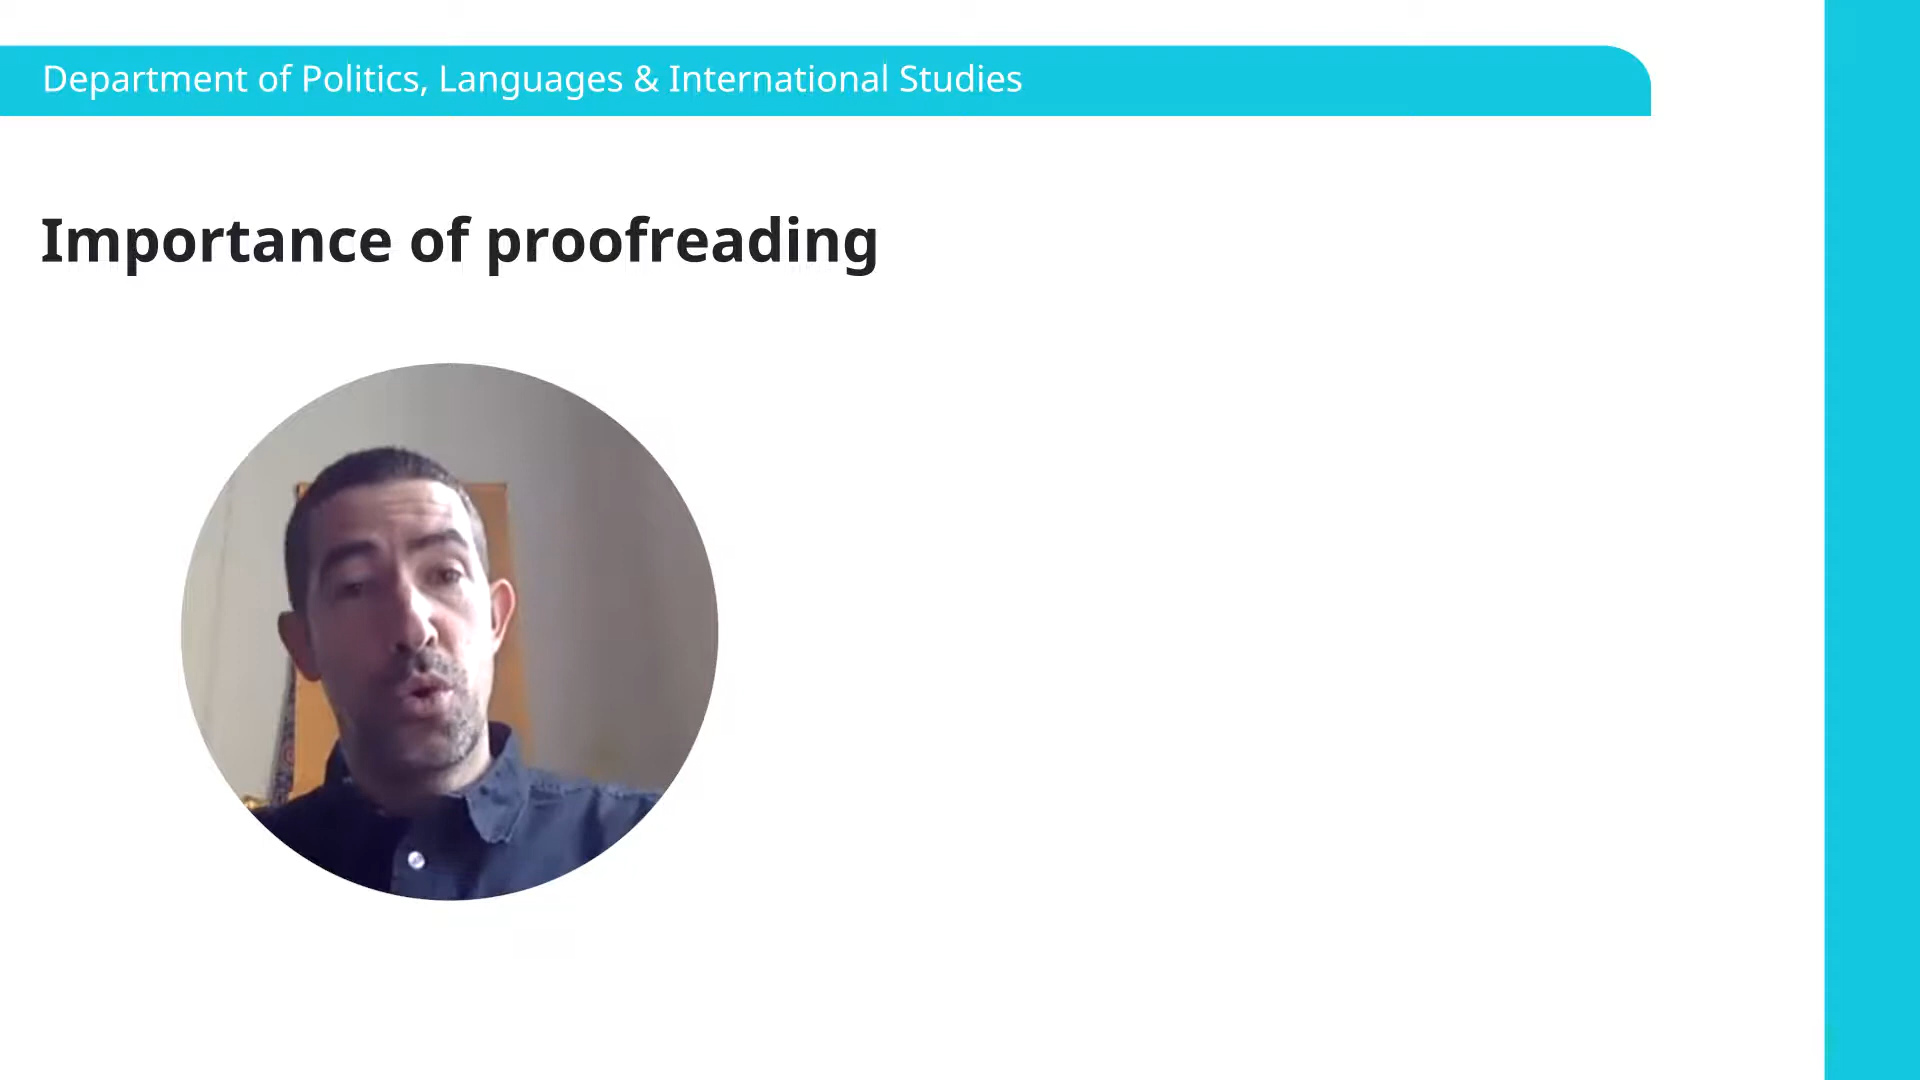 Department of Politics, Languages & International Studies
Importance of proofreading